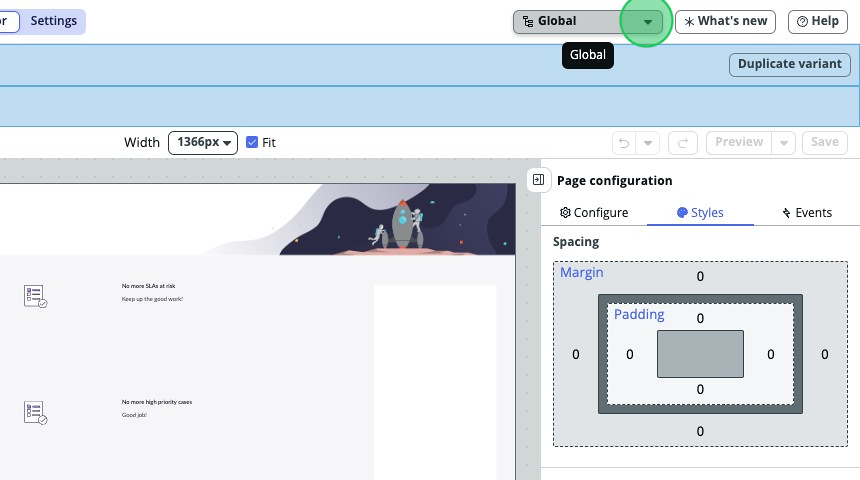 Settings
Global
What's new
Help
Global
Duplicate variant
Width 1366px Fit
Preview
Save
Page configuration
Configure
Styles
Events
Spacing
Margin
0
Padding
0
0
0
0
0
0
0
No more SLAs at risk
Keep up the good work!
No more high priority cases
Good job!